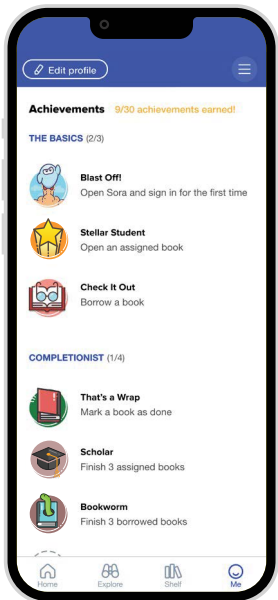 Edit profile
Achievements 9/30 achievements earned!
THE BASICS (2/3)
Blast Off!
Open Sora and sign in for the first time
Stellar Student
Open an assigned book
Check It Out
Borrow a book
COMPLETIONIST (1/4)
That's a Wrap
Mark a book as done
Scholar
Finish 3 assigned books
Bookworm
Finish 3 borrowed books
Home Explore Shelf Me